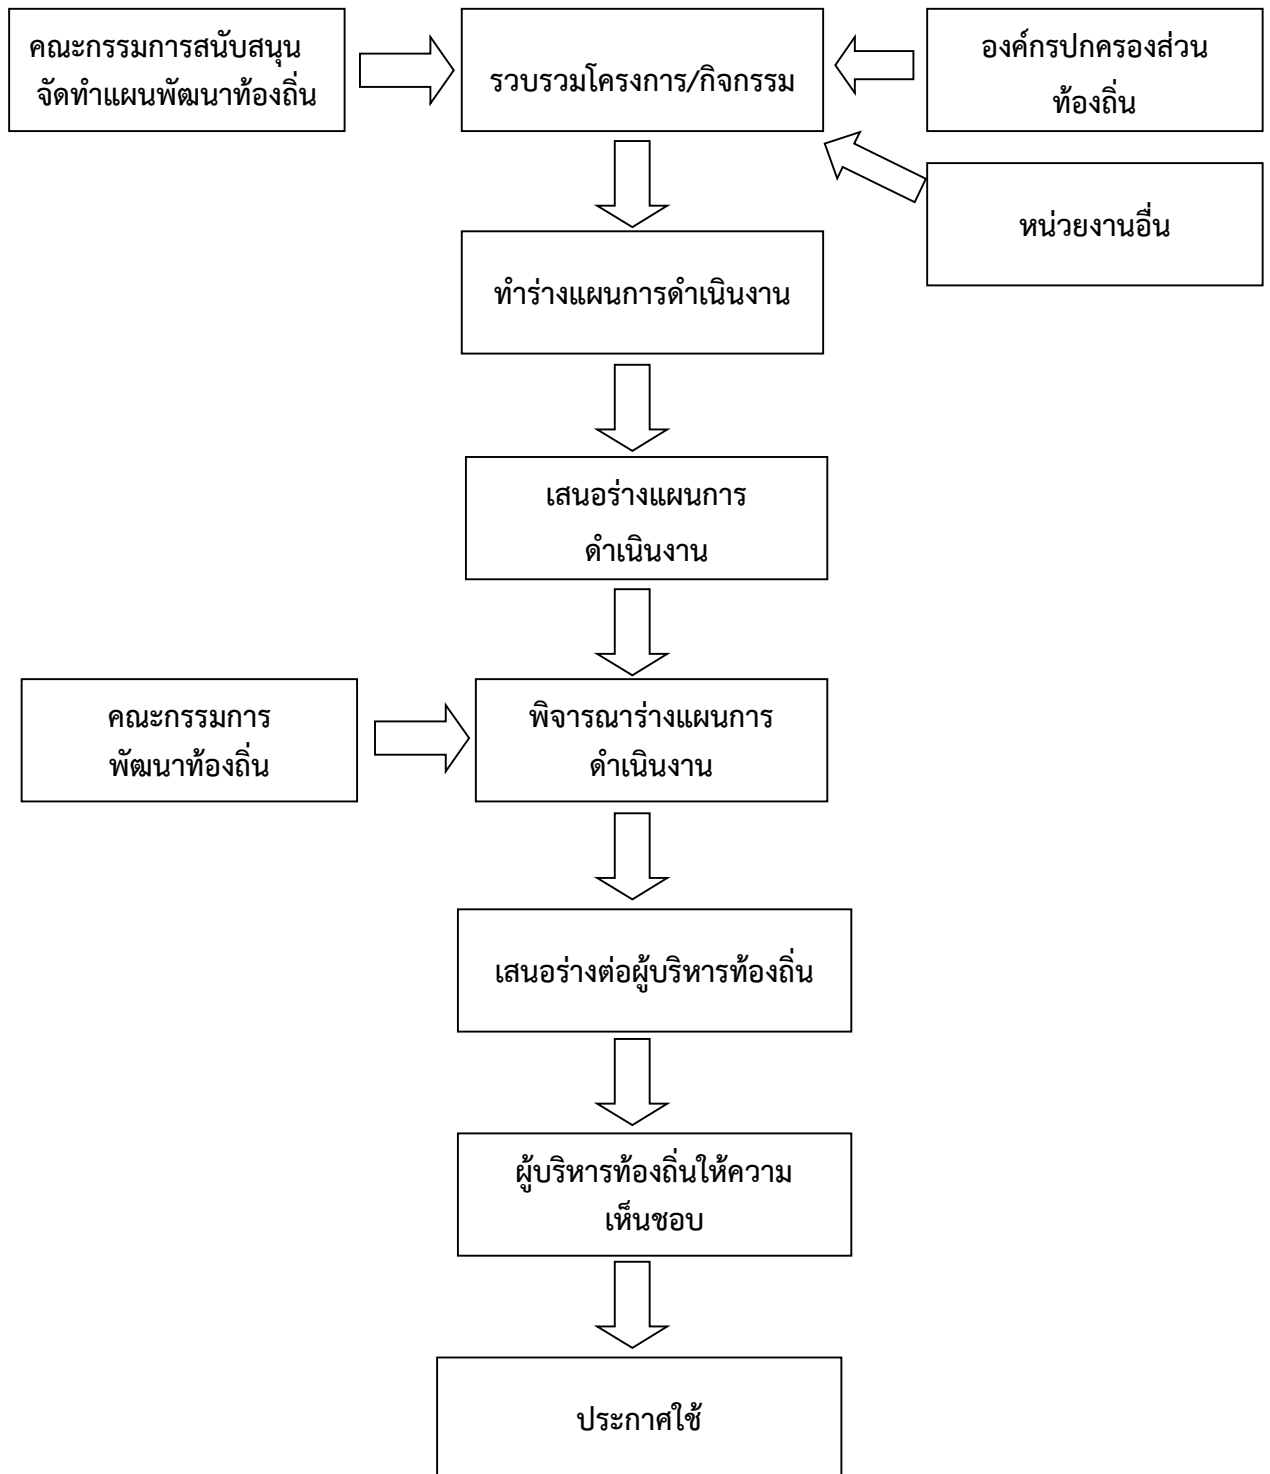 คณะกรรมการสนับสนุน
จัดทำแผนพัฒนาท้องถิ่น
รวบรวมโครงการ/กิจกรรม
องค์กรปกครองส่วน
ท้องถิ่น
หน่วยงานอื่น
ทำร่างแผนการดำเนินงาน
เสนอร่างแผนการ
ดำเนินงาน
คณะกรรมการ
พัฒนาท้องถิ่น
พิจารณาร่างแผนการ
ดำเนินงาน
เสนอร่างต่อผู้บริหารท้องถิ่น
ผู้บริหารท้องถิ่นให้ความ
เห็นชอบ
ประกาศใช้